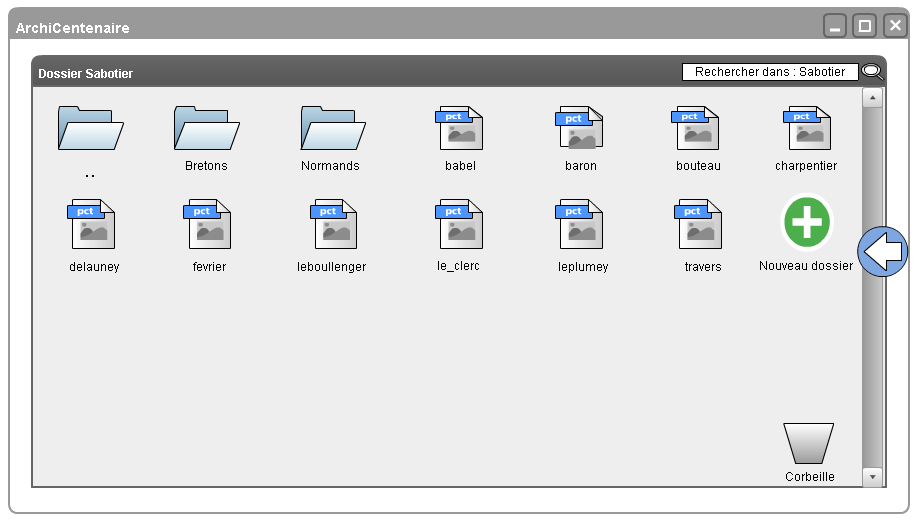 ArchiCentenaire
Dossier Sabotier
Rechercher dans : Sabotier
..
Bretons
Normands
pct
babel
pct
baron
pct
bouteau
pct
charpentier
pct
delauney
pct
fevrier
pct
leboullenger
pct
le_clerc
pct
leplumey
pct
travers
Nouveau dossier
Corbeille